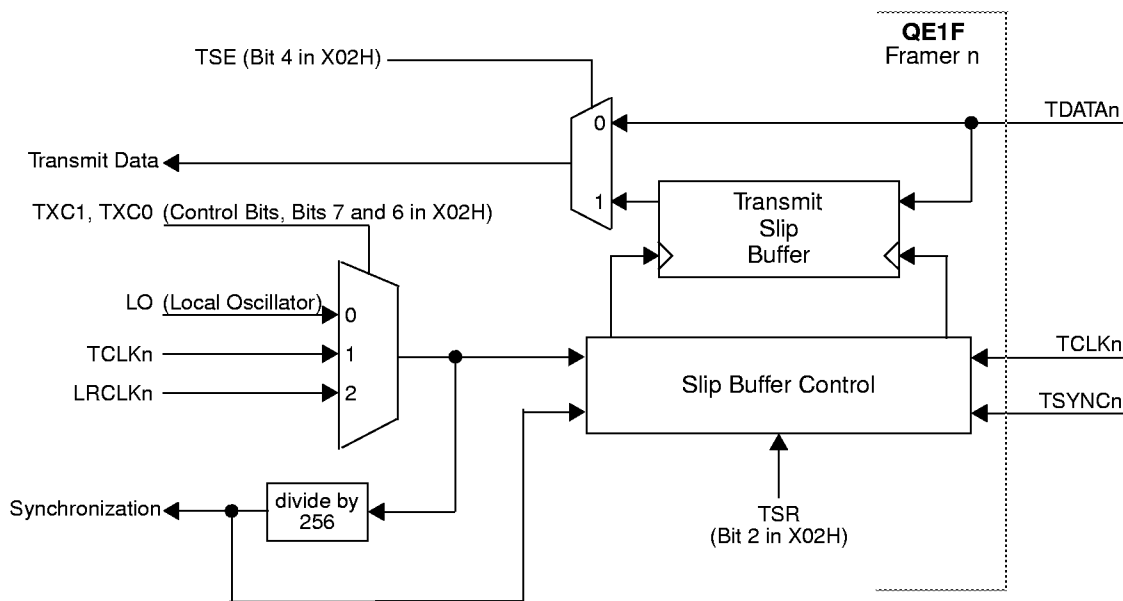 QE1F
Framer n
TSE (Bit 4 in X02H)
0
TDATAn
Transmit Data
1
Transmit
Slip
Buffer
TXC1, TXC0 (Control Bits, Bits 7 and 6 in X02H)
LO (Local Oscillator)
0
TCLKn
1
LRCLKn
2
Slip Buffer Control
TCLKn
TSYNCn
Synchronization
divide by
256
TSR
(Bit 2 in X02H)